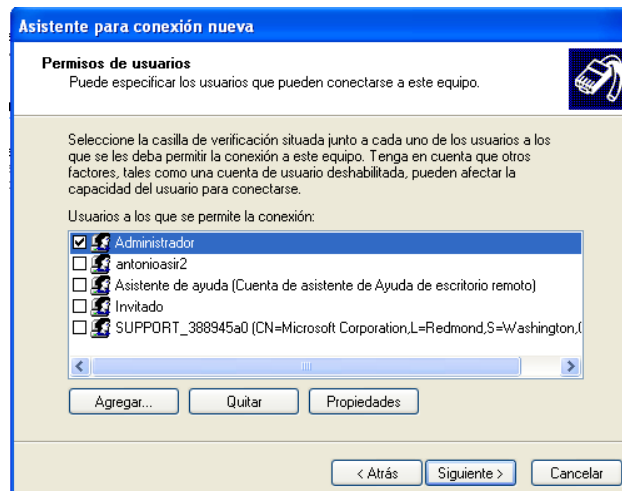 Asistente para conexión nueva
Permisos de usuarios
Puede especificar los usuarios que pueden conectarse a este equipo.
Seleccione la casilla de verificación situada junto a cada uno de los usuarios a los
que se les deba permitir la conexión a este equipo. Tenga en cuenta que otros
factores, tales como una cuenta de usuario deshabilitada, pueden afectar la
capacidad del usuario para conectarse.
Usuarios a los que se permite la conexión:
Administrador
antonioasir2
Asistente de ayuda (Cuenta de asistente de Ayuda de escritorio remoto)
Invitado
SUPPORT_388945a0 (CN=Microsoft Corporation,L=Redmond,S=Washington,
Agregar...
Quitar
Propiedades
< Atrás
Siguiente >
Cancelar